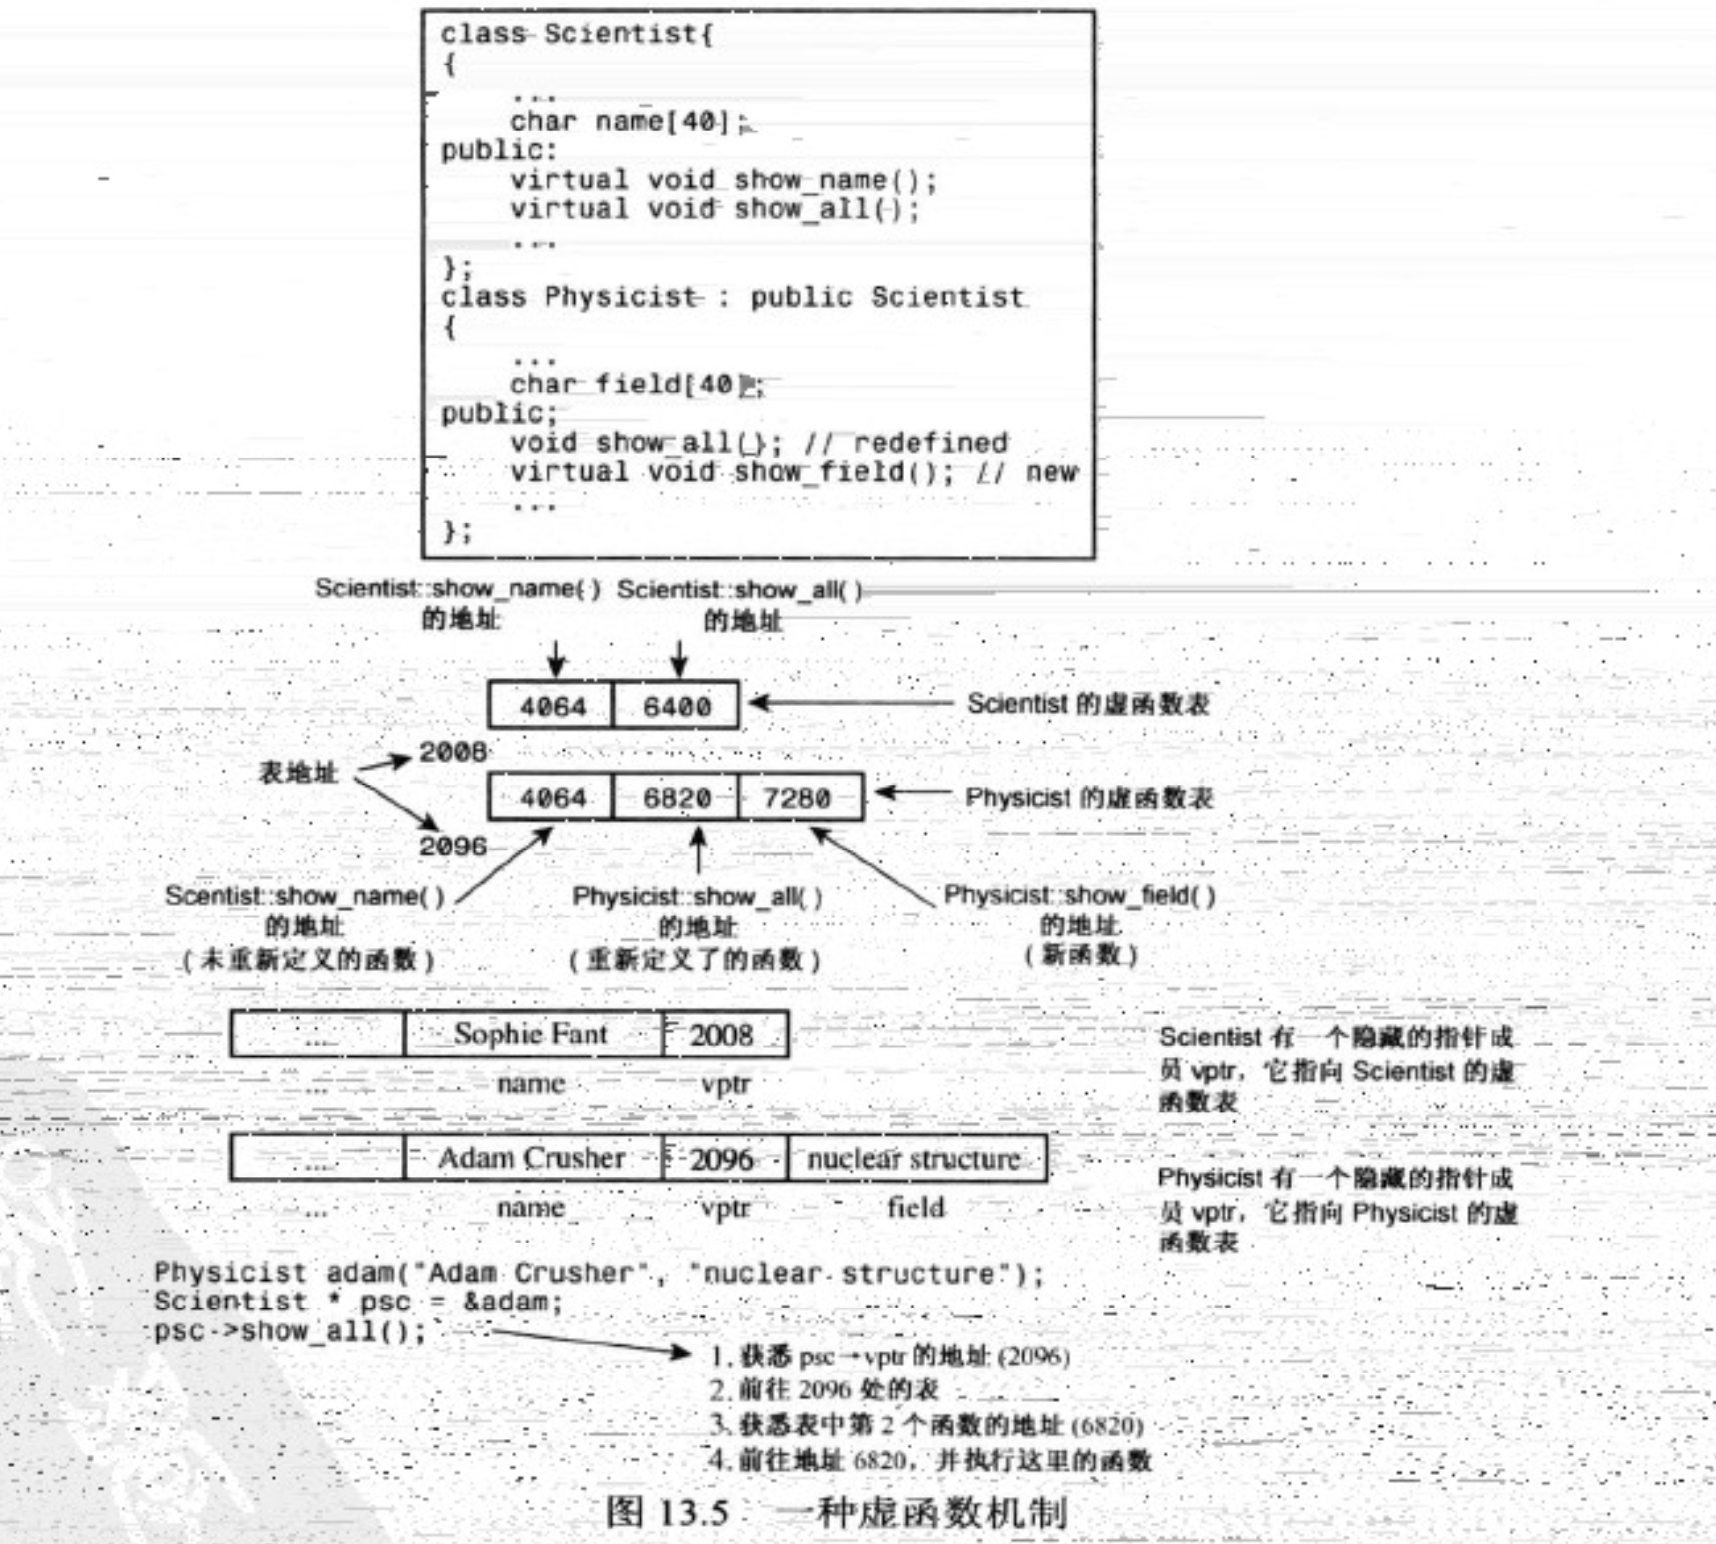 class Scientist{
{
...
char name[40];
public:
virtual void show_name();
virtual void show_all();
...
};
class Physicist : public Scientist
{
...
char field[40];
public;
void show_all(); // redefined
virtual void show_field(); // new
...
};
Scientist::show_name( ) Scientist::show_all( )
的地址 的地址
4064 6400 Scientist 的虚函数表
2008
表地址
4064 6820 7280 Physicist 的虚函数表
2096
Scentist::show_name( ) Physicist::show_all( ) Physicist::show_field( )
的地址 的地址 的地址
(未重新定义的函数) (重新定义了的函数) (新函数)
... Sophie Fant 2008
... name vptr
Scientist 有一个隐藏的指针成
员 vptr，它指向 Scientist 的虚
函数表
... Adam Crusher 2096 nuclear structure
... name vptr field
Physicist 有一个隐藏的指针成
员 vptr，它指向 Physicist 的虚
函数表
Physicist adam("Adam Crusher", "nuclear structure");
Scientist * psc = &adam;
psc->show_all();
1. 获悉 psc→vptr 的地址 (2096)
2. 前往 2096 处的表
3. 获悉表中第 2 个函数的地址 (6820)
4. 前往地址 6820，并执行这里的函数
图 13.5 一种虚函数机制